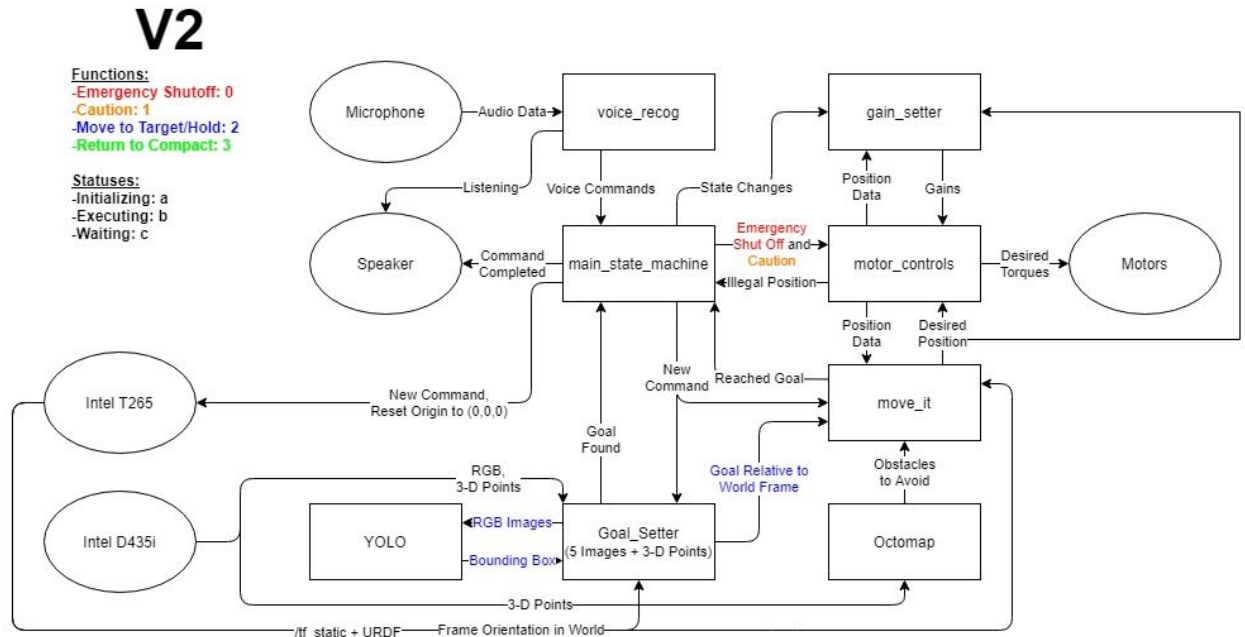 V2
Functions:
-Emergency Shutoff: 0
-Caution: 1
-Move to Target/Hold: 2
-Return to Compact: 3
Statuses:
-Initializing: a
-Executing: b
-Waiting: c
Microphone
Audio Data
voice_recog
gain_setter
Listening
Voice Commands
State Changes
Position
Data
Gains
Speaker
Command
Completed
main_state_machine
Emergency
Shut Off and
Caution
Illegal Position
motor_controls
Desired
Torques
Motors
Position
Data
Desired
Position
Intel T265
New Command,
Reset Origin to (0,0,0)
New
Command
Reached Goal
move_it
Goal
Found
RGB,
3-D Points
Goal Relative to
World Frame
Obstacles
to Avoid
Intel D435i
YOLO
RGB Images
Bounding Box
Goal_Setter
(5 Images + 3-D Points)
Octomap
3-D Points
/tf_static + URDF
Frame Orientation in World